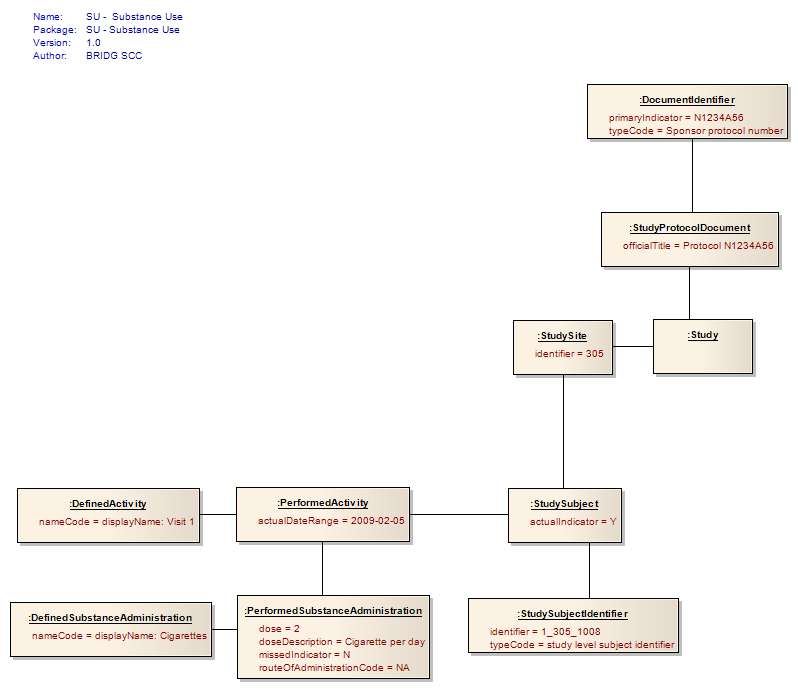 Name: SU - Substance Use
Package: SU - Substance Use
Version: 1.0
Author: BRIDG SCC
:DocumentIdentifier
primaryIndicator = N1234A56
typeCode = Sponsor protocol number
:StudyProtocolDocument
officialTitle = Protocol N1234A56
:StudySite
identifier = 305
:Study
:DefinedActivity
nameCode = displayName: Visit 1
:PerformedActivity
actualDateRange = 2009-02-05
:StudySubject
actualIndicator = Y
:DefinedSubstanceAdministration
nameCode = displayName: Cigarettes
:PerformedSubstanceAdministration
dose = 2
doseDescription = Cigarette per day
missedIndicator = N
routeOfAdministrationCode = NA
:StudySubjectIdentifier
identifier = 1_305_1008
typeCode = study level subject identifier